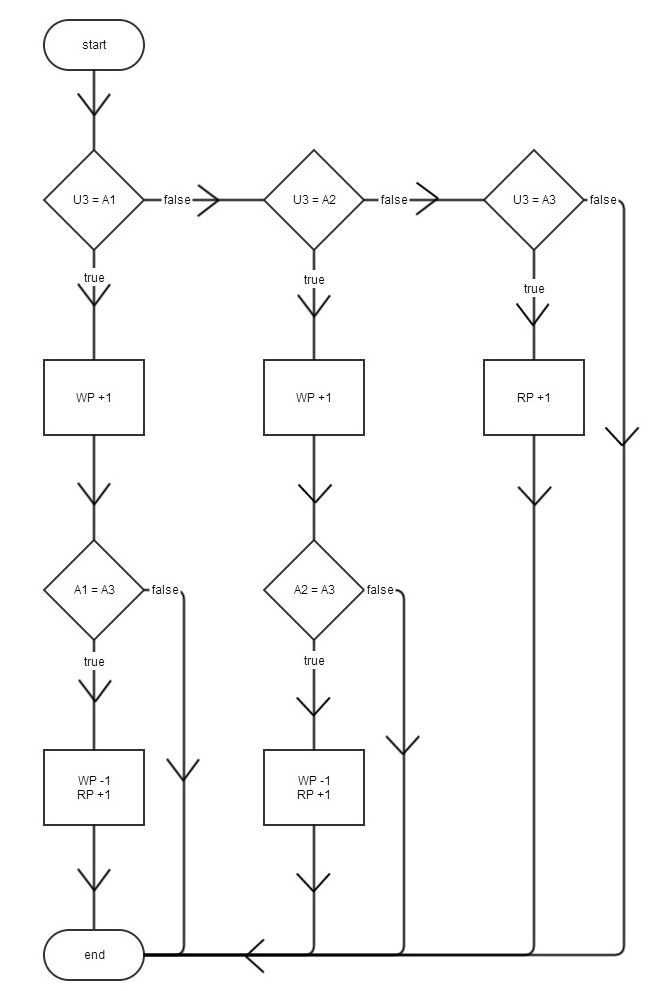 start
U3 = A1
false
U3 = A2
false
U3 = A3
false
true
true
true
WP +1
WP +1
RP +1
A1 = A3
false
A2 = A3
false
true
true
WP -1
RP +1
WP -1
RP +1
end